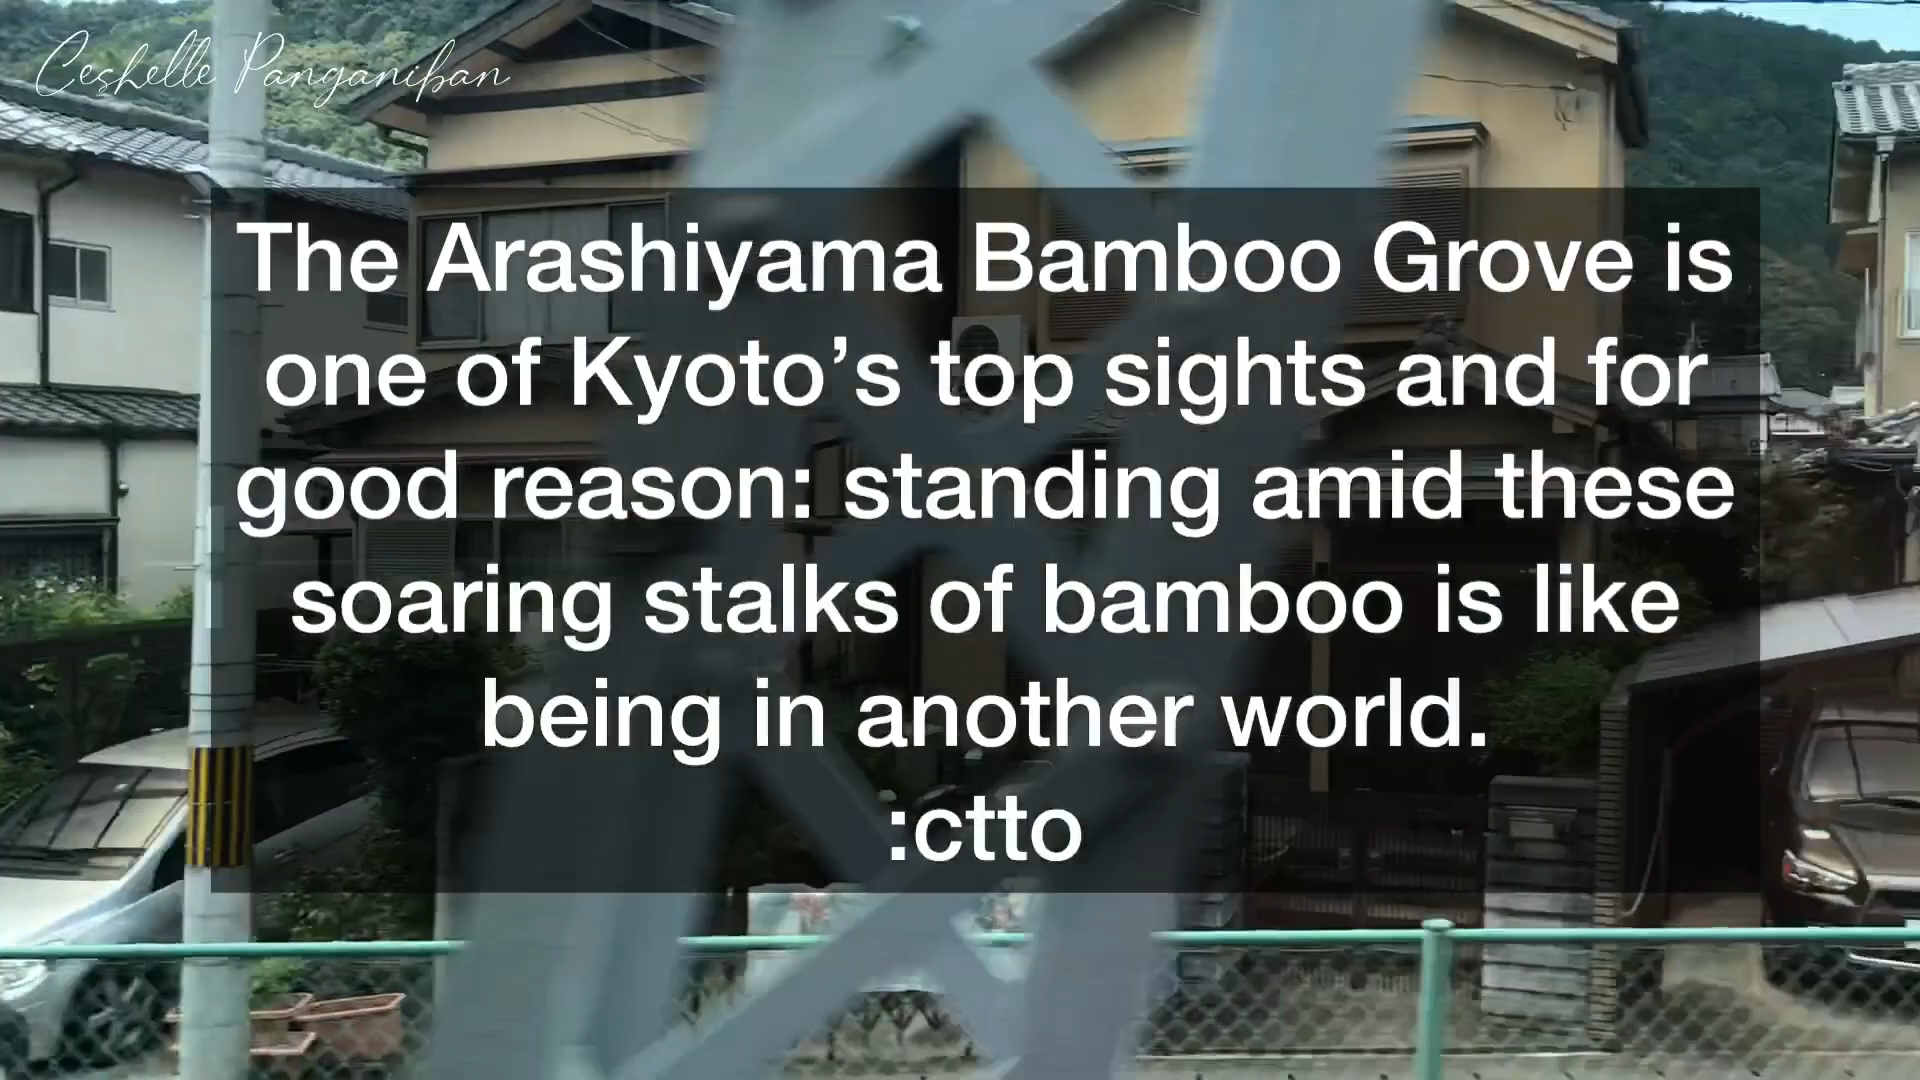 Ceshelle Panganiban
The Arashiyama Bamboo Grove is
one of Kyoto’s top sights and for
good reason: standing amid these
soaring stalks of bamboo is like
being in another world.
:ctto